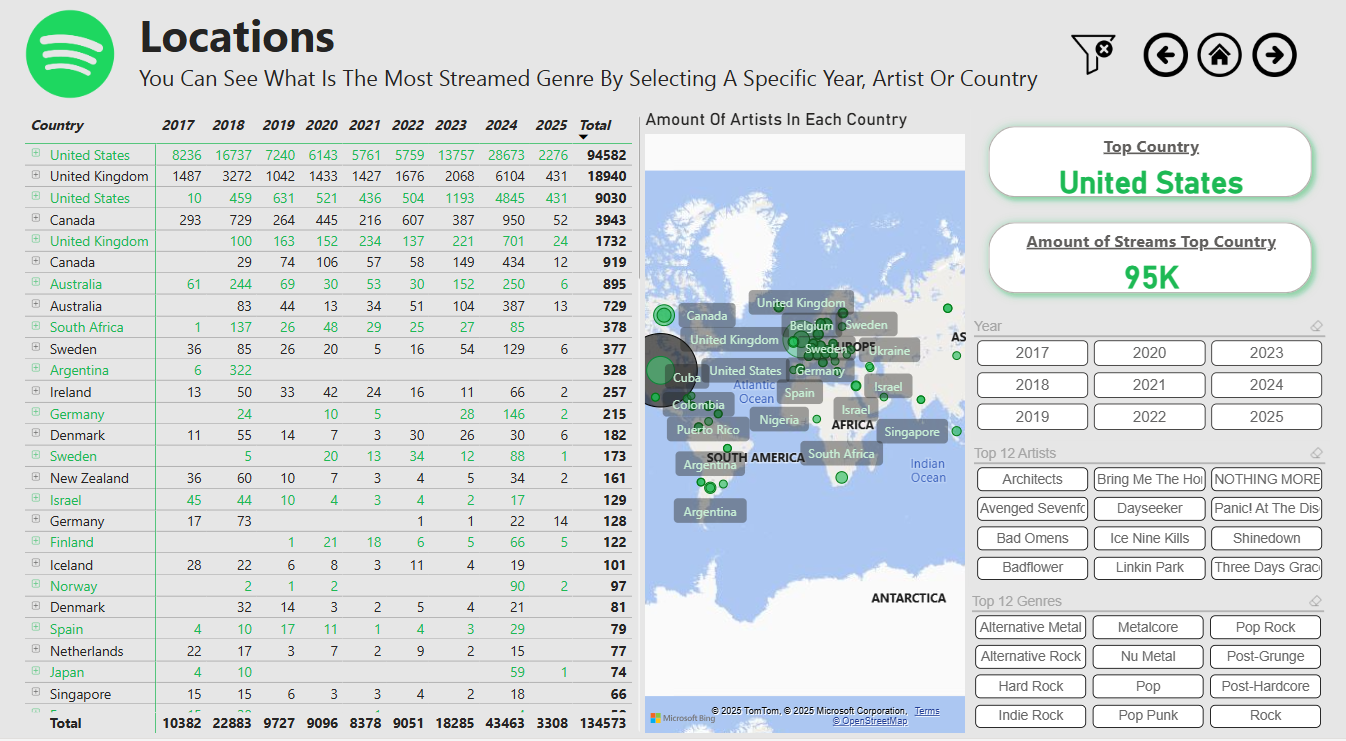 Locations
You Can See What Is The Most Streamed Genre By Selecting A Specific Year, Artist Or Country
Country 2017 2018 2019 2020 2021 2022 2023 2024 2025 Total
United States 8236 16737 7240 6143 5761 5759 13757 28673 2276 94582
United Kingdom 1487 3272 1042 1433 1427 1676 2068 6104 431 18940
United States 10 459 631 521 436 504 1193 4845 431 9030
Canada 293 729 264 445 216 607 387 950 52 3943
United Kingdom 100 163 152 234 137 221 701 24 1732
Canada 29 74 106 57 58 149 434 12 919
Australia 61 244 69 30 53 30 152 250 6 895
Australia 83 44 13 34 51 104 387 13 729
South Africa 1 137 26 48 29 25 27 85 378
Sweden 36 85 26 20 5 16 54 129 6 377
Argentina 6 322 328
Ireland 13 50 33 42 24 16 11 66 2 257
Germany 24 10 5 28 146 2 215
Denmark 11 55 14 7 3 30 26 30 6 182
Sweden 5 20 13 34 12 88 1 173
New Zealand 36 60 10 7 3 4 5 34 2 161
Israel 45 44 10 4 3 4 2 17 129
Germany 17 73 1 1 22 14 128
Finland 1 21 18 6 5 66 5 122
Iceland 28 22 6 8 3 11 4 19 101
Norway 2 1 2 90 2 97
Denmark 32 14 3 2 5 4 21 81
Spain 4 10 17 11 1 4 3 29 79
Netherlands 22 17 3 7 2 9 2 15 77
Japan 4 10 59 1 74
Singapore 15 15 6 3 3 4 2 18 66
Total 10382 22883 9727 9096 8378 9051 18285 43463 3308 134573
Amount Of Artists In Each Country
United Kingdom
Canada
Belgium
Sweden
United Kingdom
Sweden
EUROPE
Ukraine
AS
Cuba
United States
Germany
Atlantic
Ocean
Spain
Israel
Colombia
Israel
Nigeria
AFRICA
Puerto Rico
Singapore
SOUTH AMERICA
South Africa
Argentina
Indian
Ocean
Argentina
ANTARCTICA
Microsoft Bing
© 2025 TomTom, © 2025 Microsoft Corporation, Terms
© OpenStreetMap
Top Country
United States
Amount of Streams Top Country
95K
Year
2017 2020 2023
2018 2021 2024
2019 2022 2025
Top 12 Artists
Architects Bring Me The Hor NOTHING MORE
Avenged Sevenfo Dayseeker Panic! At The Dis
Bad Omens Ice Nine Kills Shinedown
Badflower Linkin Park Three Days Grac
Top 12 Genres
Alternative Metal Metalcore Pop Rock
Alternative Rock Nu Metal Post-Grunge
Hard Rock Pop Post-Hardcore
Indie Rock Pop Punk Rock